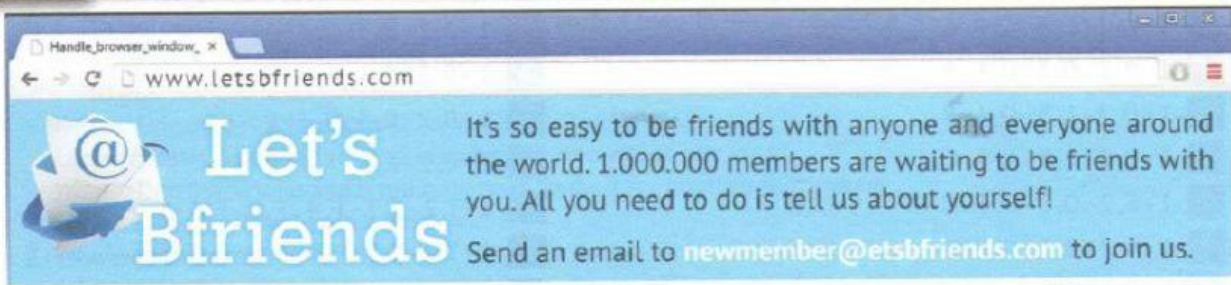 Handle_browser_window_ ×
www.letsbfriends.com
@
Let's
Bfriends
It's so easy to be friends with anyone and everyone around
the world. 1.000.000 members are waiting to be friends with
you. All you need to do is tell us about yourself!
Send an email to newmember@etsbfriends.com to join us.